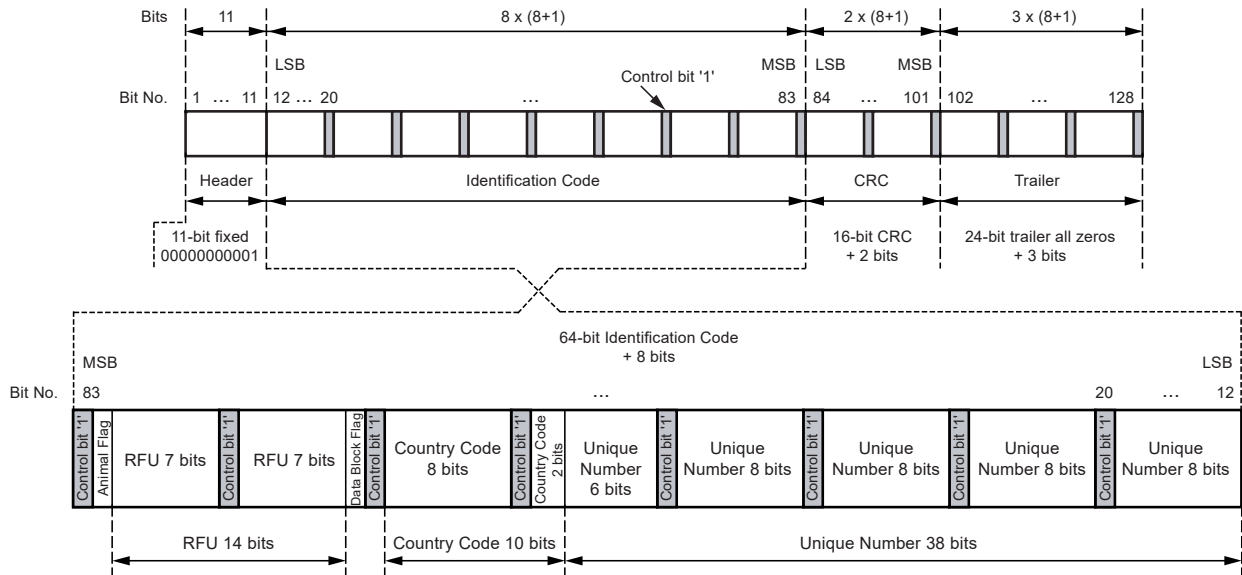 Bits 11 8 x (8+1) 2 x (8+1) 3 x (8+1)
LSB MSB LSB MSB
Control bit '1'
Bit No. 1 ... 11 12 ... 20 ... 83 84 ... 101 102 ... 128
Header Identification Code CRC Trailer
11-bit fixed
00000000001
16-bit CRC
+ 2 bits
24-bit trailer all zeros
+ 3 bits
64-bit Identification Code
+ 8 bits
MSB LSB
Bit No. 83 ... 20 ... 12
Control bit '1'
Animal Flag
RFU 7 bits
Control bit '1'
RFU 7 bits
Data Block Flag
Control bit '1'
Country Code
8 bits
Control bit '1'
Country Code
2 bits
Unique
Number
6 bits
Control bit '1'
Unique
Number 8 bits
Control bit '1'
Unique
Number 8 bits
Control bit '1'
Unique
Number 8 bits
Control bit '1'
Unique
Number 8 bits
RFU 14 bits Country Code 10 bits Unique Number 38 bits